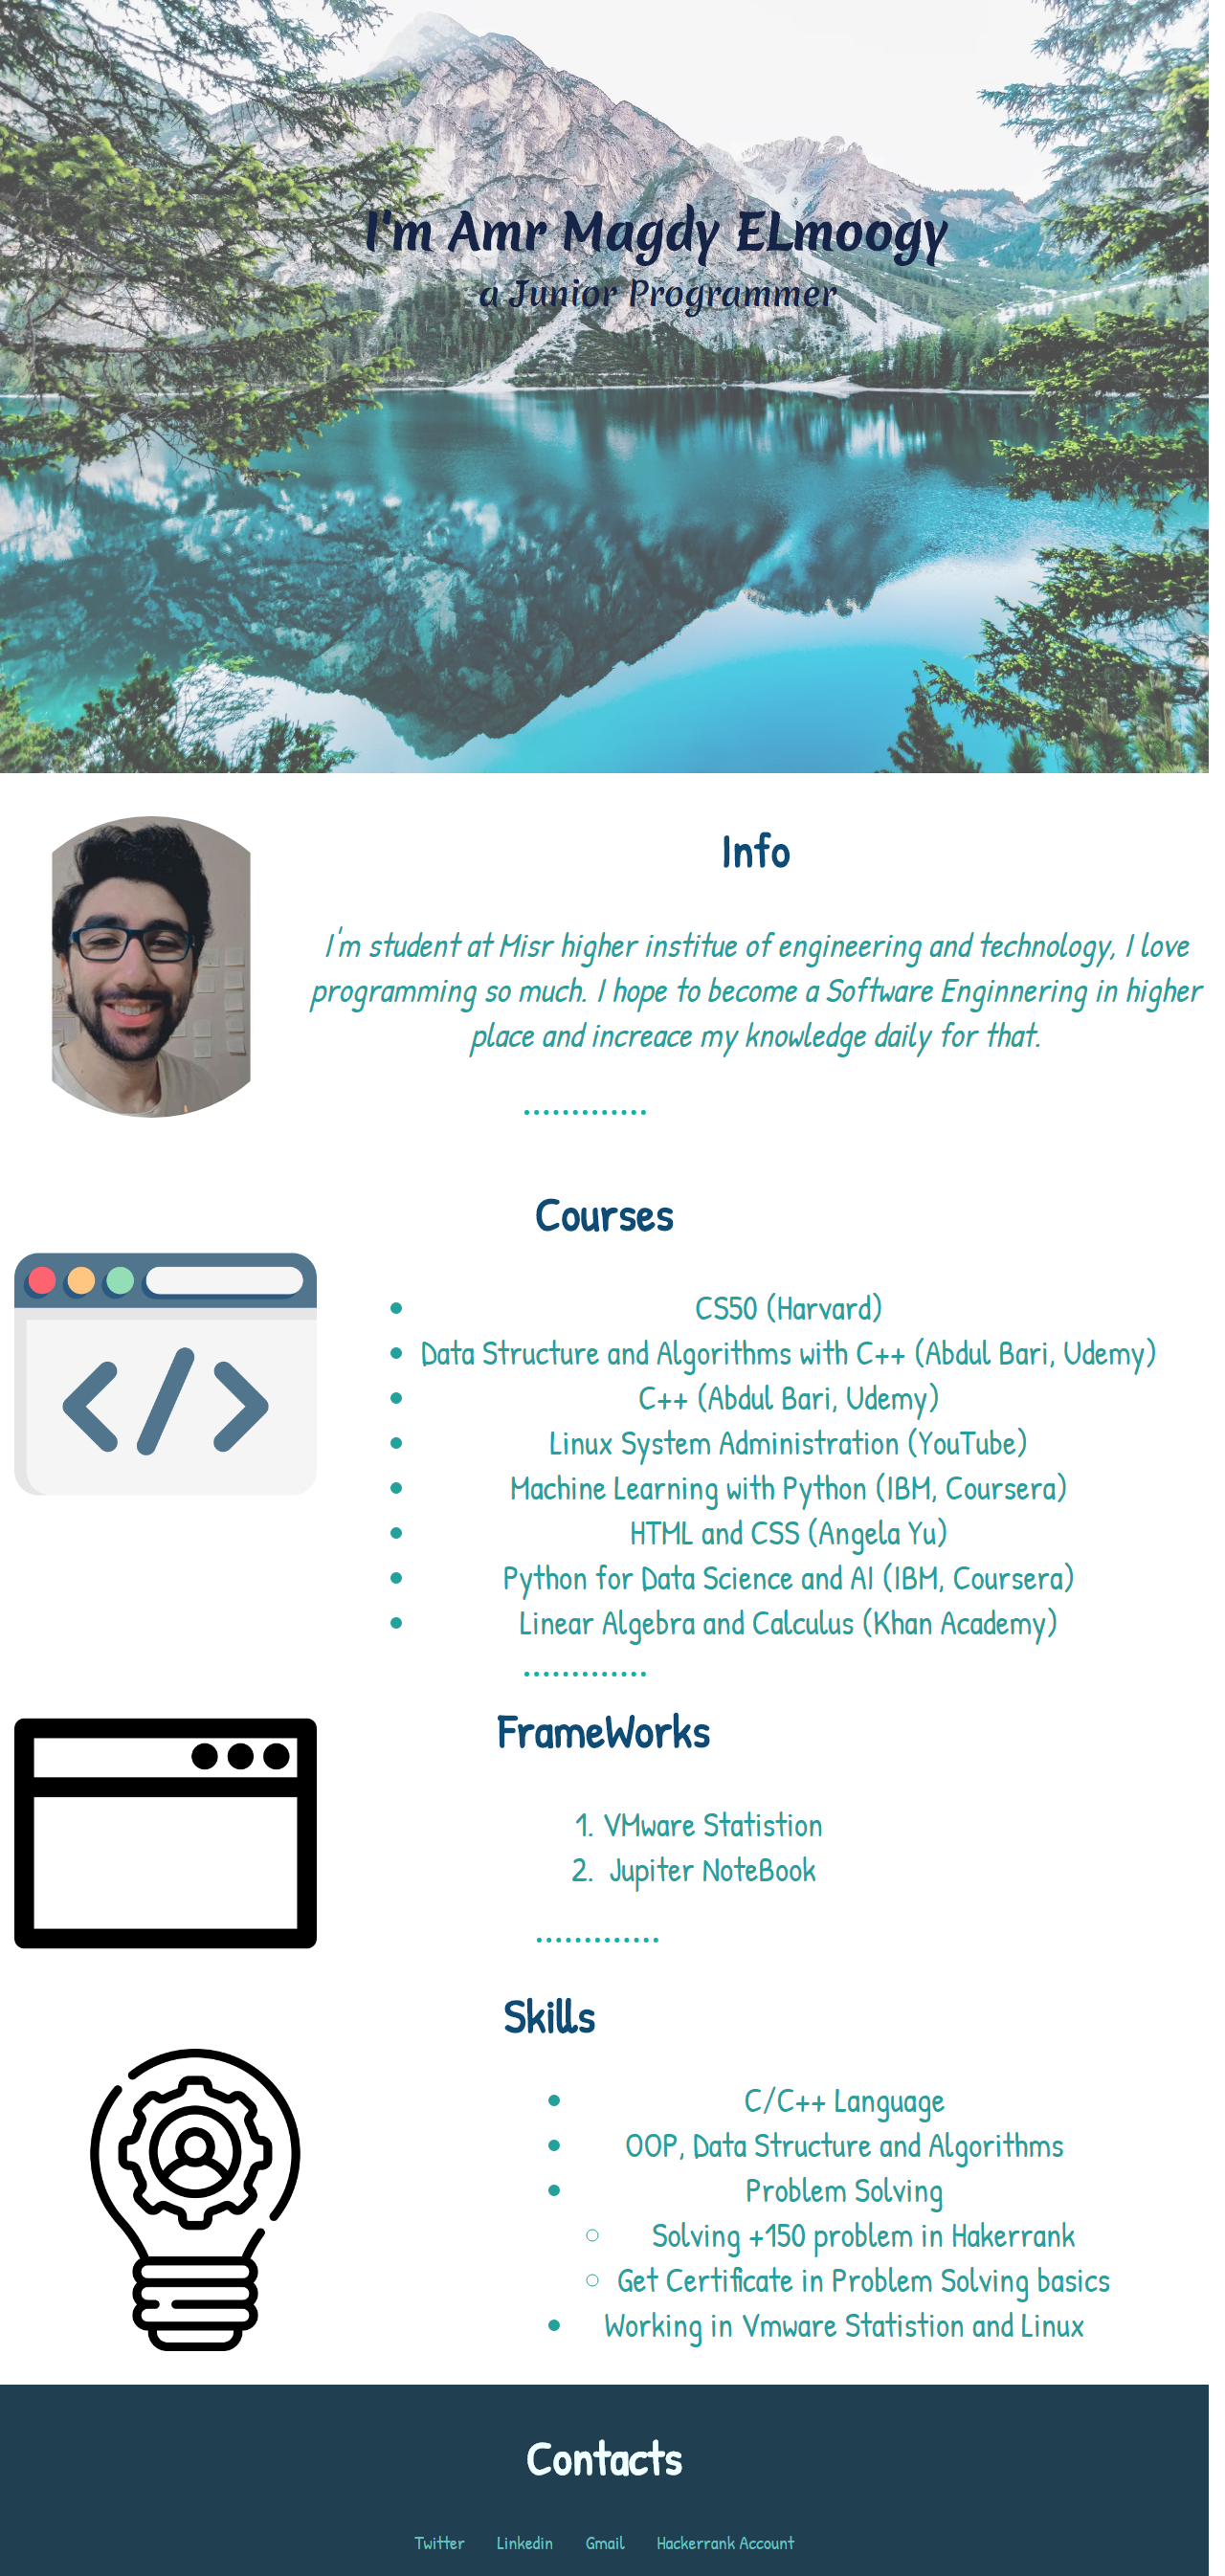 I'm Amr Magdy ELmoogy
a Junior Programmer
Info
I'm student at Misr higher institue of engineering and technology, I love
programming so much. I hope to become a Software Enginnering in higher
place and increace my knowledge daily for that.
Courses
CS50 (Harvard)
Data Structure and Algorithms with C++ (Abdul Bari, Udemy)
C++ (Abdul Bari, Udemy)
Linux System Administration (YouTube)
Machine Learning with Python (IBM, Coursera)
HTML and CSS (Angela Yu)
Python for Data Science and AI (IBM, Coursera)
Linear Algebra and Calculus (Khan Academy)
FrameWorks
1. VMware Statistion
2. Jupiter NoteBook
Skills
C/C++ Language
OOP, Data Structure and Algorithms
Problem Solving
Solving +150 problem in Hakerrank
Get Certificate in Problem Solving basics
Working in Vmware Statistion and Linux
Contacts
Twitter Linkedin Gmail Hackerrank Account